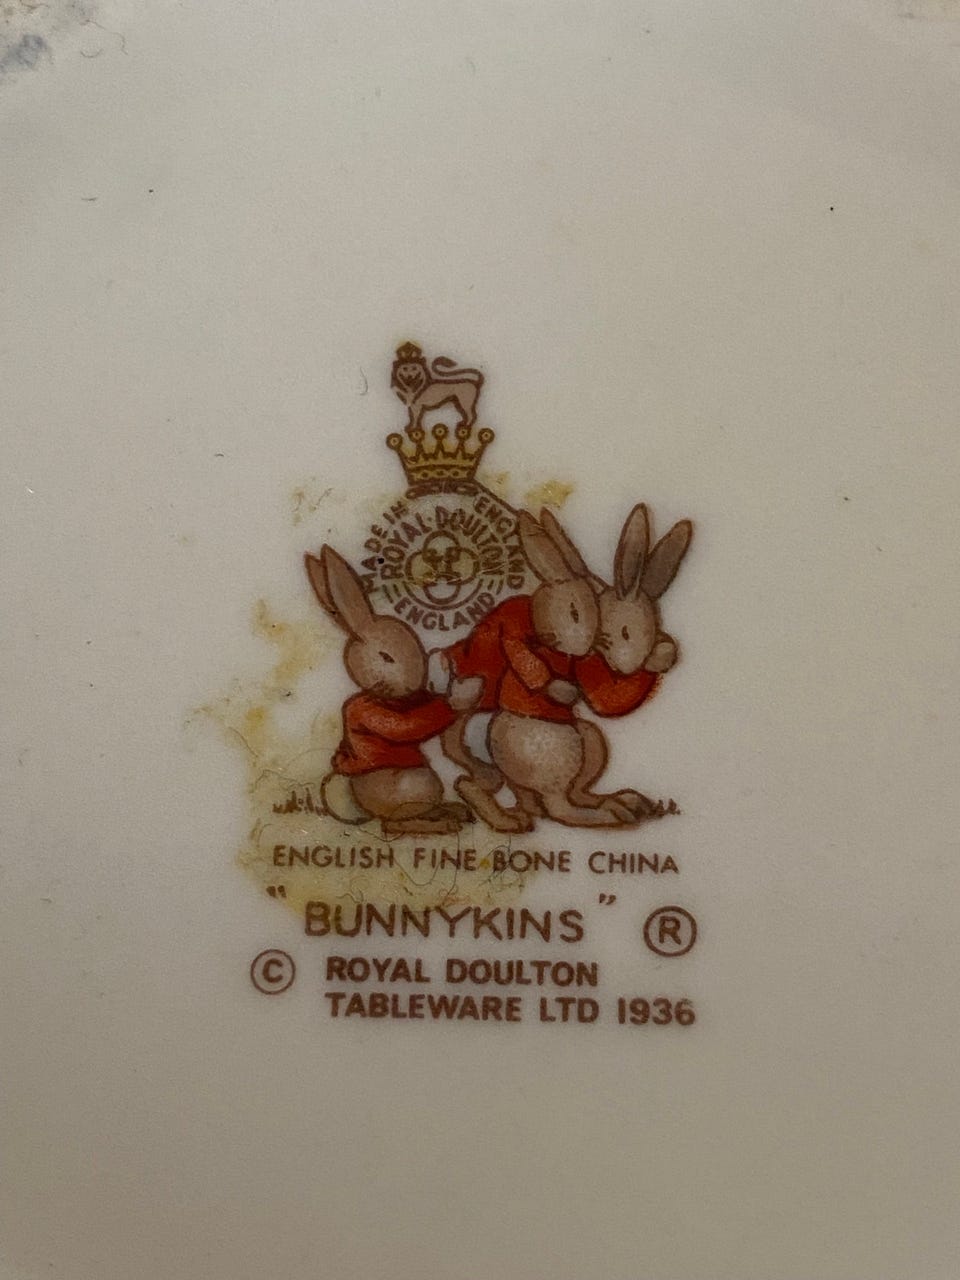 MADE IN ENGLAND
ROYAL·DOULTON
ENGLAND
ENGLISH FINE BONE CHINA
"BUNNYKINS" ®
© ROYAL DOULTON
TABLEWARE LTD 1936